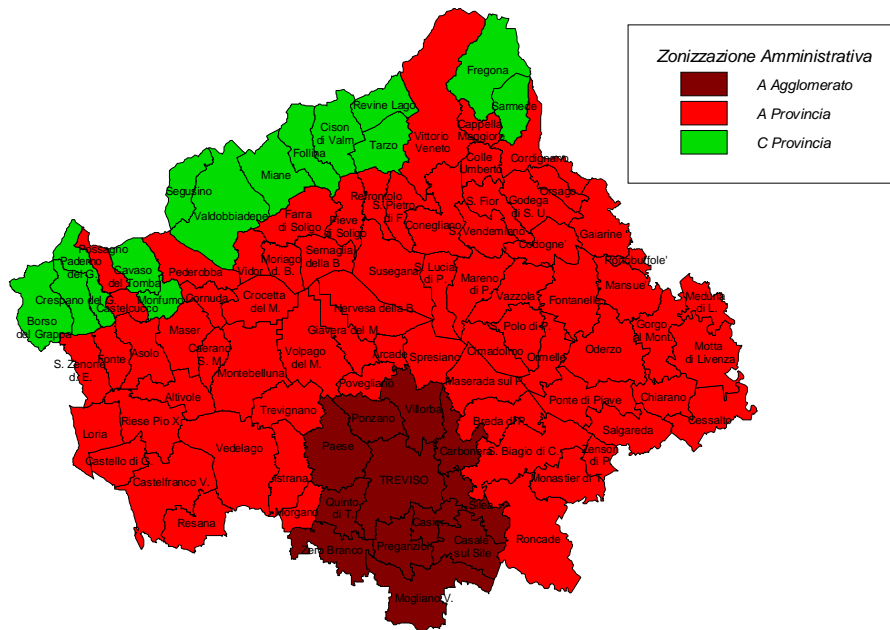 Zonizzazione Amministrativa
A Agglomerato
A Provincia
C Provincia
Fregona
Sarmede
Revine Lago
Cison
di Valm.
Tarzo
Follina
Miane
Segusino
Valdobbiadene
Vittorio
Veneto
Cappella
Maggiore
Colle
Umberto
Cordignano
Orsago
Refrontolo
S. Pietro
di F.
Farra
di Soligo
Pieve
di Soligo
Conegliano
S. Fior
Godega
di S. U.
S. Vendemiano
Codogne'
Gaiarine
Possagno
Paderno
del G.
Cavaso
del Tomba
Pederobba
Vidor
Moriago
d. B.
Sernaglia
della B.
Susegana
S. Lucia
di P.
Mareno
di P.
Vazzola
Fontanelle
Mansue'
Portobuffole'
Meduna
di L.
Crespano del G.
Castelcucco
Monfumo
Cornuda
Crocetta
del M.
Nervesa della B.
Borso
del Grappa
Giavera del M.
S. Polo di P.
Gorgo
al Mont.
Motta
di Livenza
S. Zenone
d. E.
Fonte
Asolo
Maser
Caerano
S. M.
Montebelluna
Volpago
del M.
Arcade
Spresiano
Cimadolmo
Ormelle
Oderzo
Povegliano
Maserada sul P.
Altivole
Trevignano
Ponzano
Villorba
Breda di P.
Ponte di Piave
Chiarano
Cessalto
Loria
Riese Pio X
Vedelago
Paese
Carbonera
S. Biagio di C.
Salgareda
Zenson
di P.
Castello di G.
Castelfranco V.
Istrana
TREVISO
Monastier di T.
Resana
Morgano
Quinto
di T.
Silea
Casier
Casale
sul Sile
Roncade
Zero Branco
Preganziol
Mogliano V.